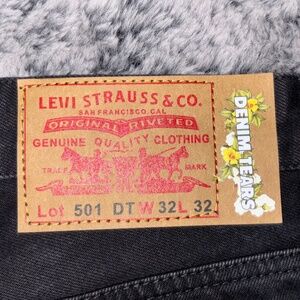 LEVI STRAUSS & CO.
SAN FRANCISCO, CAL
ORIGINAL RIVETED
GENUINE QUALITY CLOTHING
TRADE MARK
Lot 501 DT W 32 L 32
DENIM TEARS